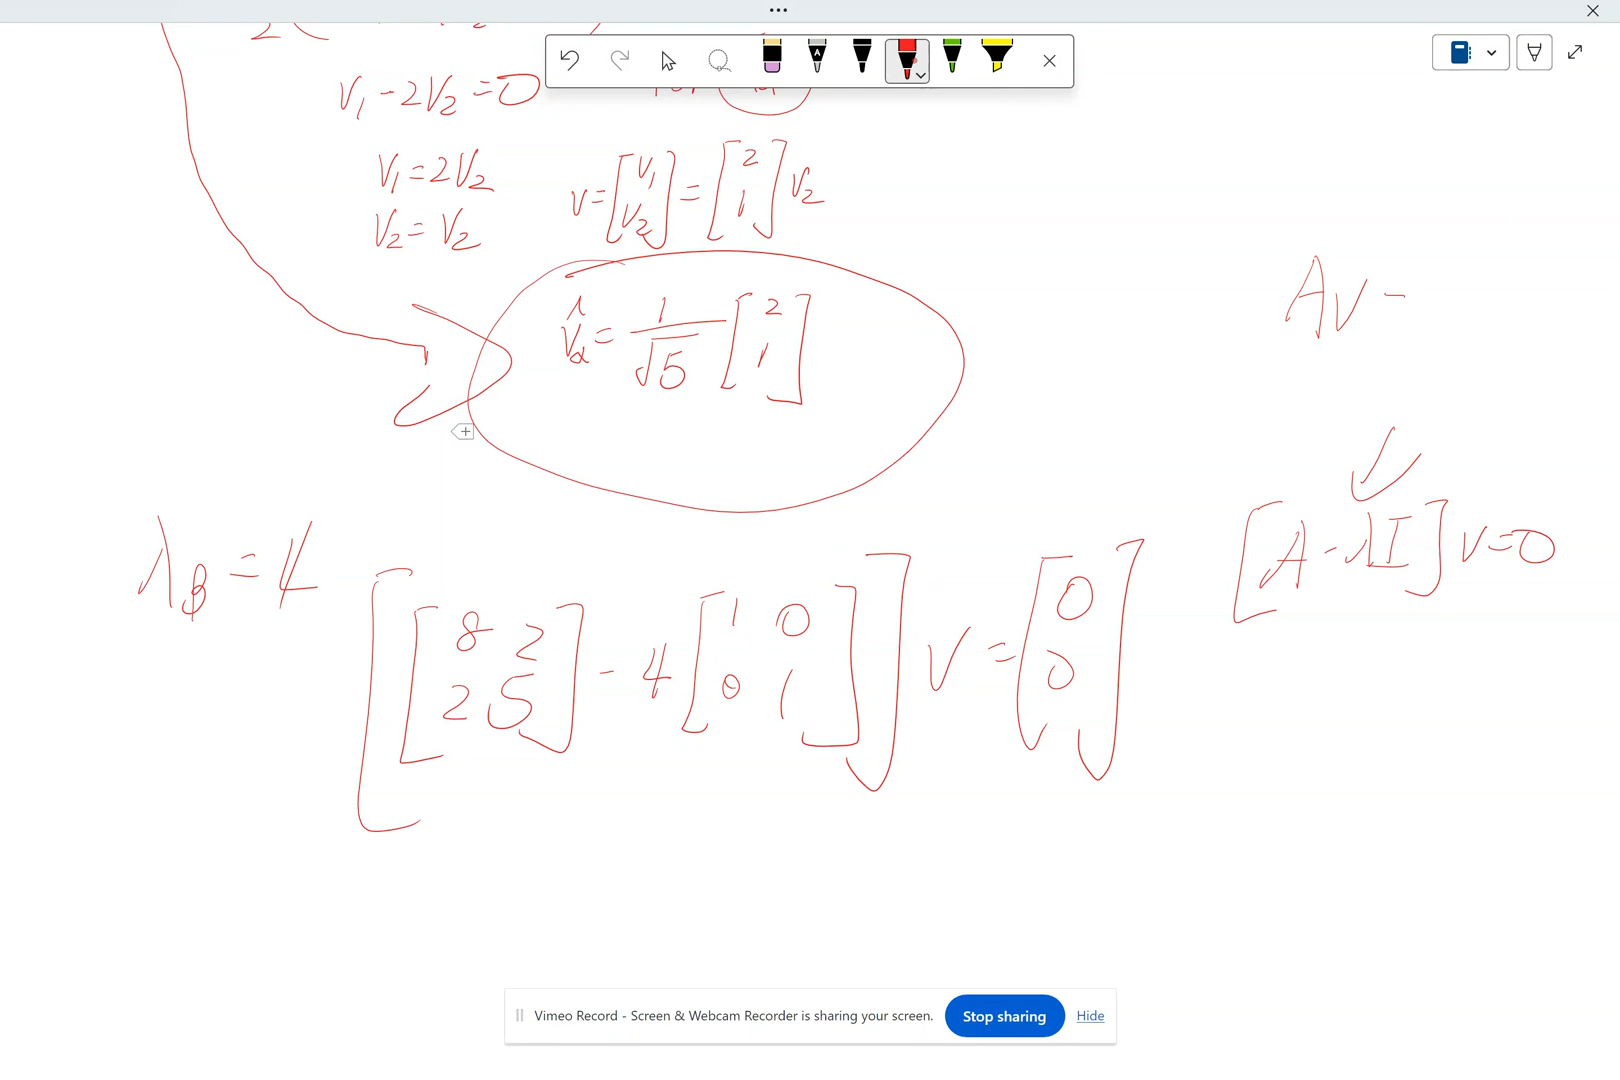 V₁ - 2V₂ = 0
V₁ = 2V₂
V₂ = V₂
V = [V₁ V₂] = [2 1] V₂
V̂α = 1/√5 [2 1]
AV -
[A - λI] V = 0
λβ = 4
[[8 2 2 5] - 4 [1 0 0 1]] V = [0 0]
Vimeo Record - Screen & Webcam Recorder is sharing your screen.
Stop sharing
Hide